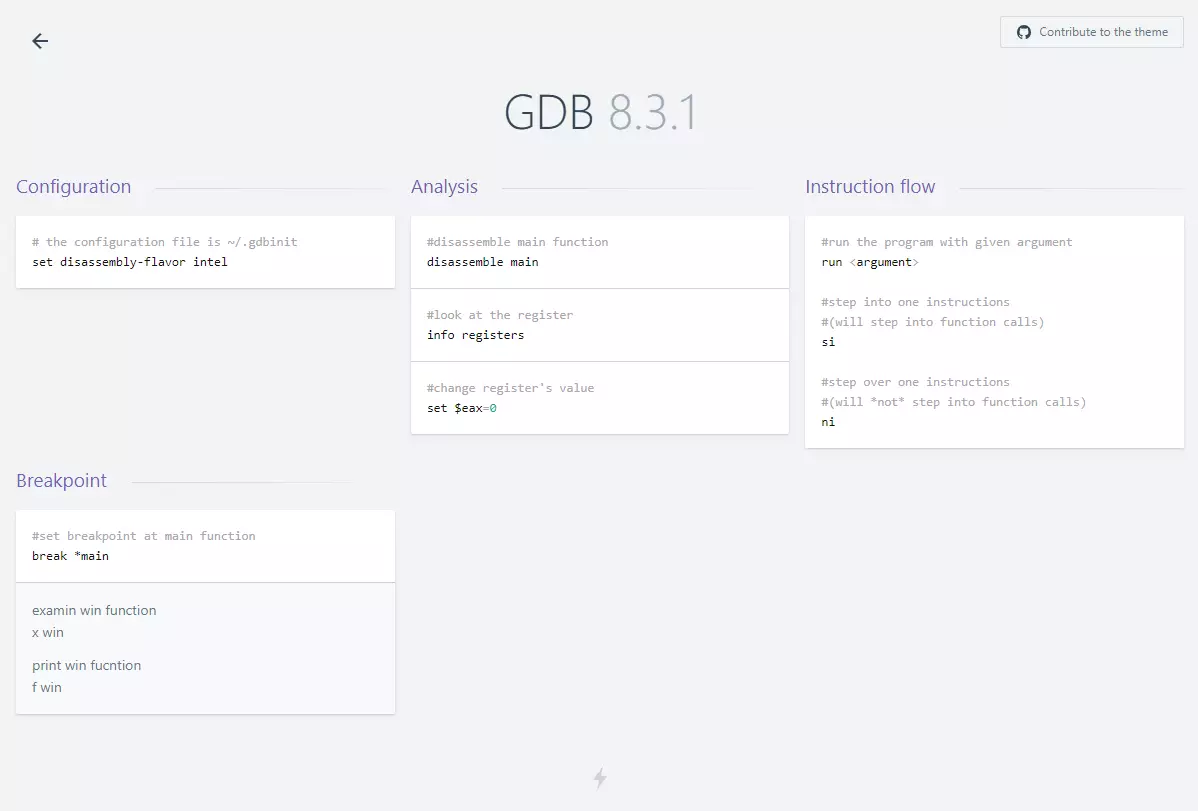 Contribute to the theme
GDB 8.3.1
Configuration
# the configuration file is ~/.gdbinit
set disassembly-flavor intel
Analysis
#disassemble main function
disassemble main
#look at the register
info registers
#change register's value
set $eax=0
Instruction flow
#run the program with given argument
run <argument>
#step into one instructions
#(will step into function calls)
si
#step over one instructions
#(will *not* step into function calls)
ni
Breakpoint
#set breakpoint at main function
break *main
examin win function
x win
print win fucntion
f win